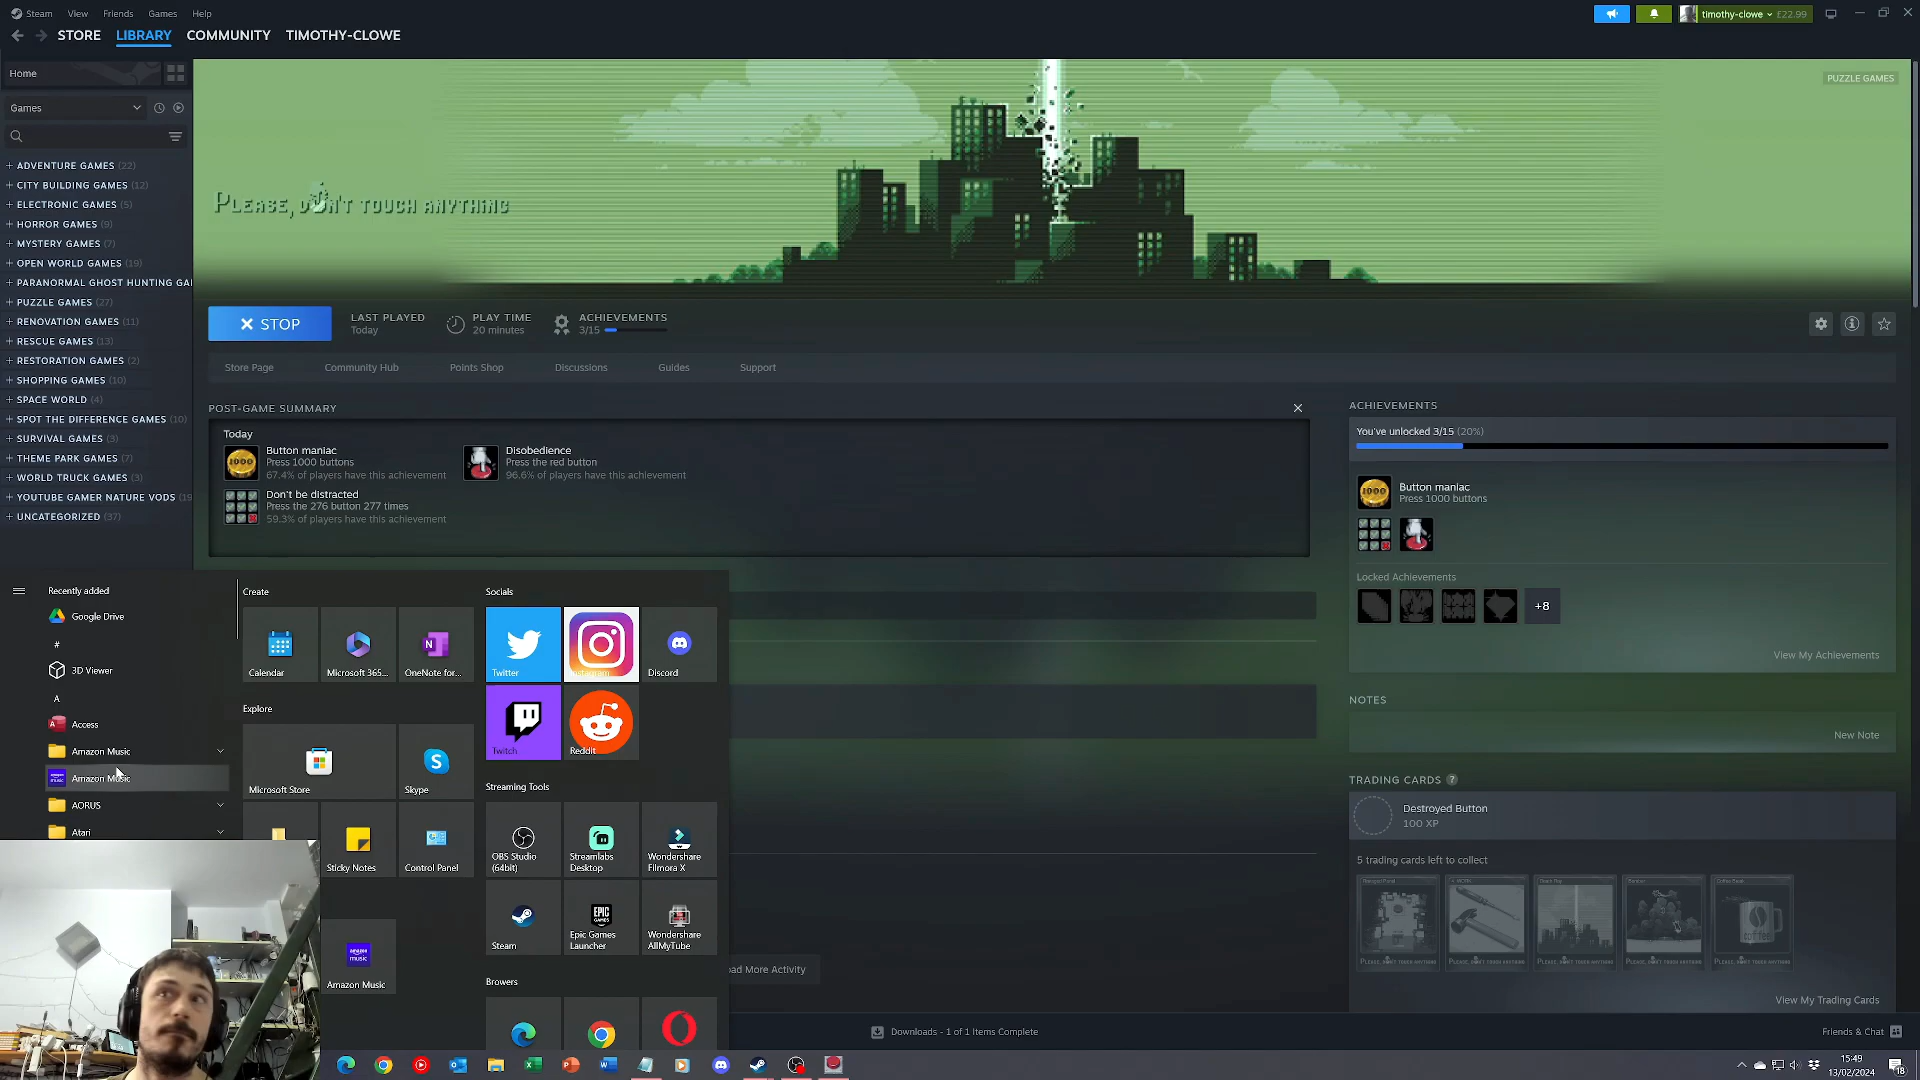 Steam View Friends Games Help
timothy-clowe £22.99
STORE LIBRARY COMMUNITY TIMOTHY-CLOWE
Home
Games
PUZZLE GAMES
PLEASE, DON'T TOUCH ANYTHING
+ ADVENTURE GAMES (22)
+ CITY BUILDING GAMES (12)
+ ELECTRONIC GAMES (5)
+ HORROR GAMES (9)
+ MYSTERY GAMES (7)
+ OPEN WORLD GAMES (19)
+ PARANORMAL GHOST HUNTING GA
+ PUZZLE GAMES (27)
+ RENOVATION GAMES (11)
+ RESCUE GAMES (13)
+ RESTORATION GAMES (2)
+ SHOPPING GAMES (10)
+ SPACE WORLD (4)
+ SPOT THE DIFFERENCE GAMES (10)
+ SURVIVAL GAMES (3)
+ THEME PARK GAMES (7)
+ WORLD TRUCK GAMES (3)
+ YOUTUBE GAMER NATURE VODS (19
+ UNCATEGORIZED (37)
STOP
LAST PLAYED
Today
PLAY TIME
20 minutes
ACHIEVEMENTS
3/15
Store Page Community Hub Points Shop Discussions Guides Support
POST-GAME SUMMARY
Today
Button maniac
Press 1000 buttons
67.4% of players have this achievement
Disobedience
Press the red button
96.6% of players have this achievement
Don't be distracted
Press the 276 button 277 times
59.3% of players have this achievement
ACHIEVEMENTS
You've unlocked 3/15 (20%)
1000
Button maniac
Press 1000 buttons
Locked Achievements
+8
View My Achievements
NOTES
New Note
TRADING CARDS ?
Destroyed Button
100 XP
5 trading cards left to collect
View My Trading Cards
Recently added
Google Drive
#
3D Viewer
A
Access
Amazon Music
Amazon Music
AORUS
Atari
Create
Calendar
Microsoft 365...
OneNote for...
Explore
Microsoft Store
Skype
Sticky Notes
Control Panel
Amazon Music
Socials
Twitter
Instagram
Discord
Twitch
Reddit
Streaming Tools
OBS Studio
(64bit)
Streamlabs
Desktop
Wondershare
Filmora X
Steam
Epic Games
Launcher
Wondershare
AllMyTube
Browers
oad More Activity
Downloads - 1 of 1 Items Complete
Friends & Chat
15:49
13/02/2024
18